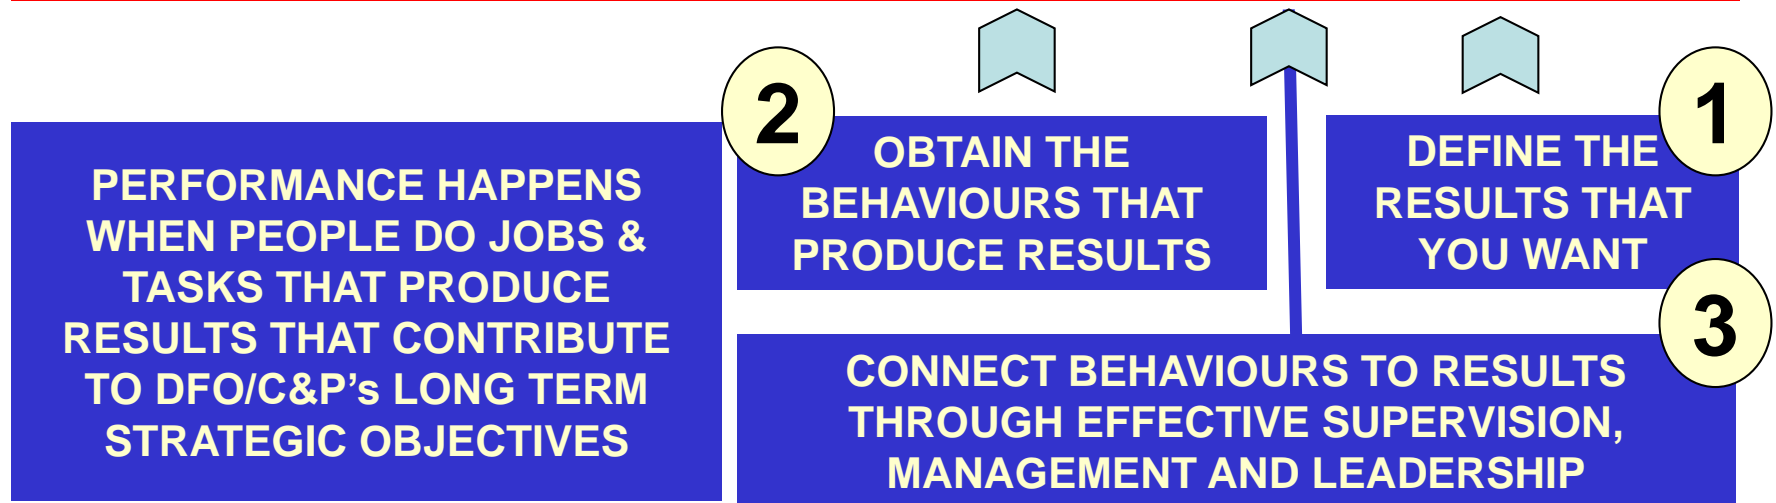 PERFORMANCE HAPPENS
WHEN PEOPLE DO JOBS &
TASKS THAT PRODUCE
RESULTS THAT CONTRIBUTE
TO DFO/C&P’s LONG TERM
STRATEGIC OBJECTIVES
2
OBTAIN THE
BEHAVIOURS THAT
PRODUCE RESULTS
1
DEFINE THE
RESULTS THAT
YOU WANT
3
CONNECT BEHAVIOURS TO RESULTS
THROUGH EFFECTIVE SUPERVISION,
MANAGEMENT AND LEADERSHIP